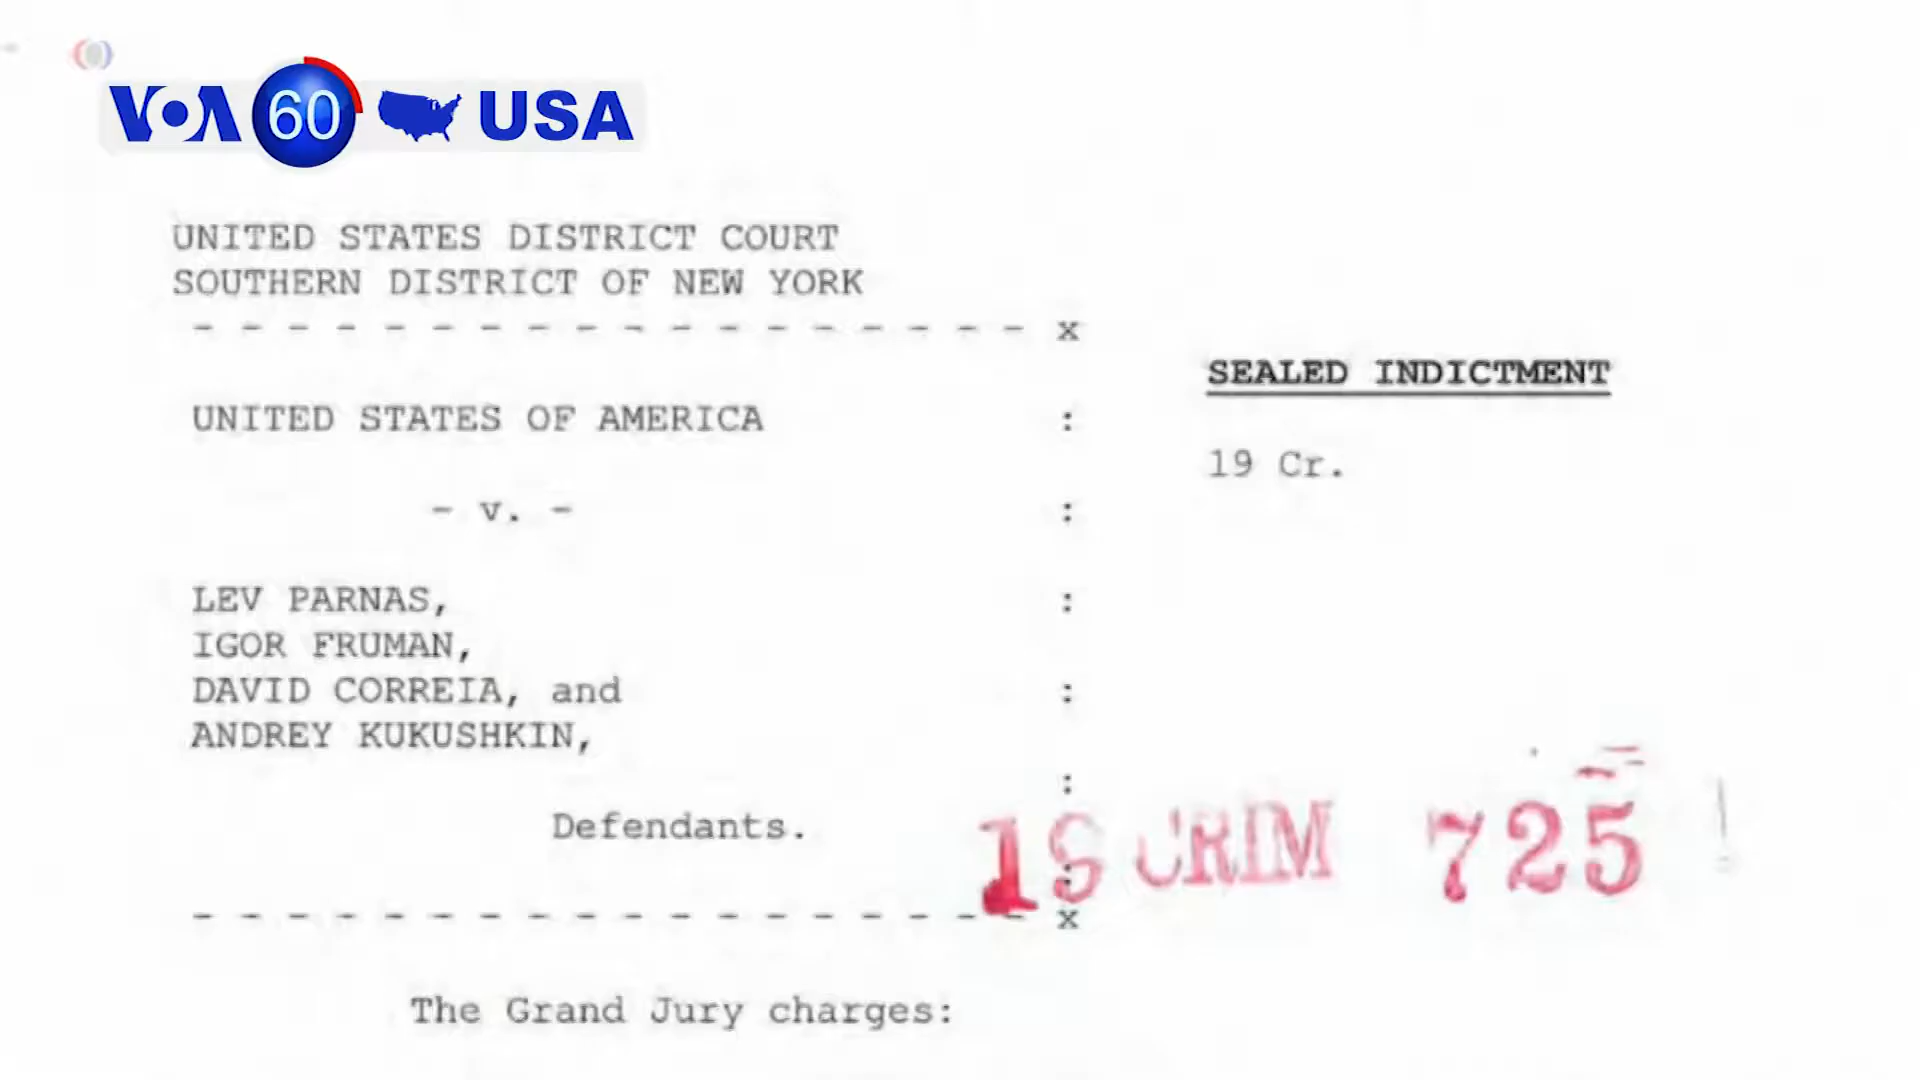 VOA 60 USA
UNITED STATES DISTRICT COURT
SOUTHERN DISTRICT OF NEW YORK
- - - - - - - - - - - - - - - - - - x
SEALED INDICTMENT
UNITED STATES OF AMERICA :
19 Cr.
- v. - :
LEV PARNAS, :
IGOR FRUMAN,
DAVID CORREIA, and :
ANDREY KUKUSHKIN,
:
Defendants. :
19 CRIM 725
- - - - - - - - - - - - - - - - - - x
The Grand Jury charges: